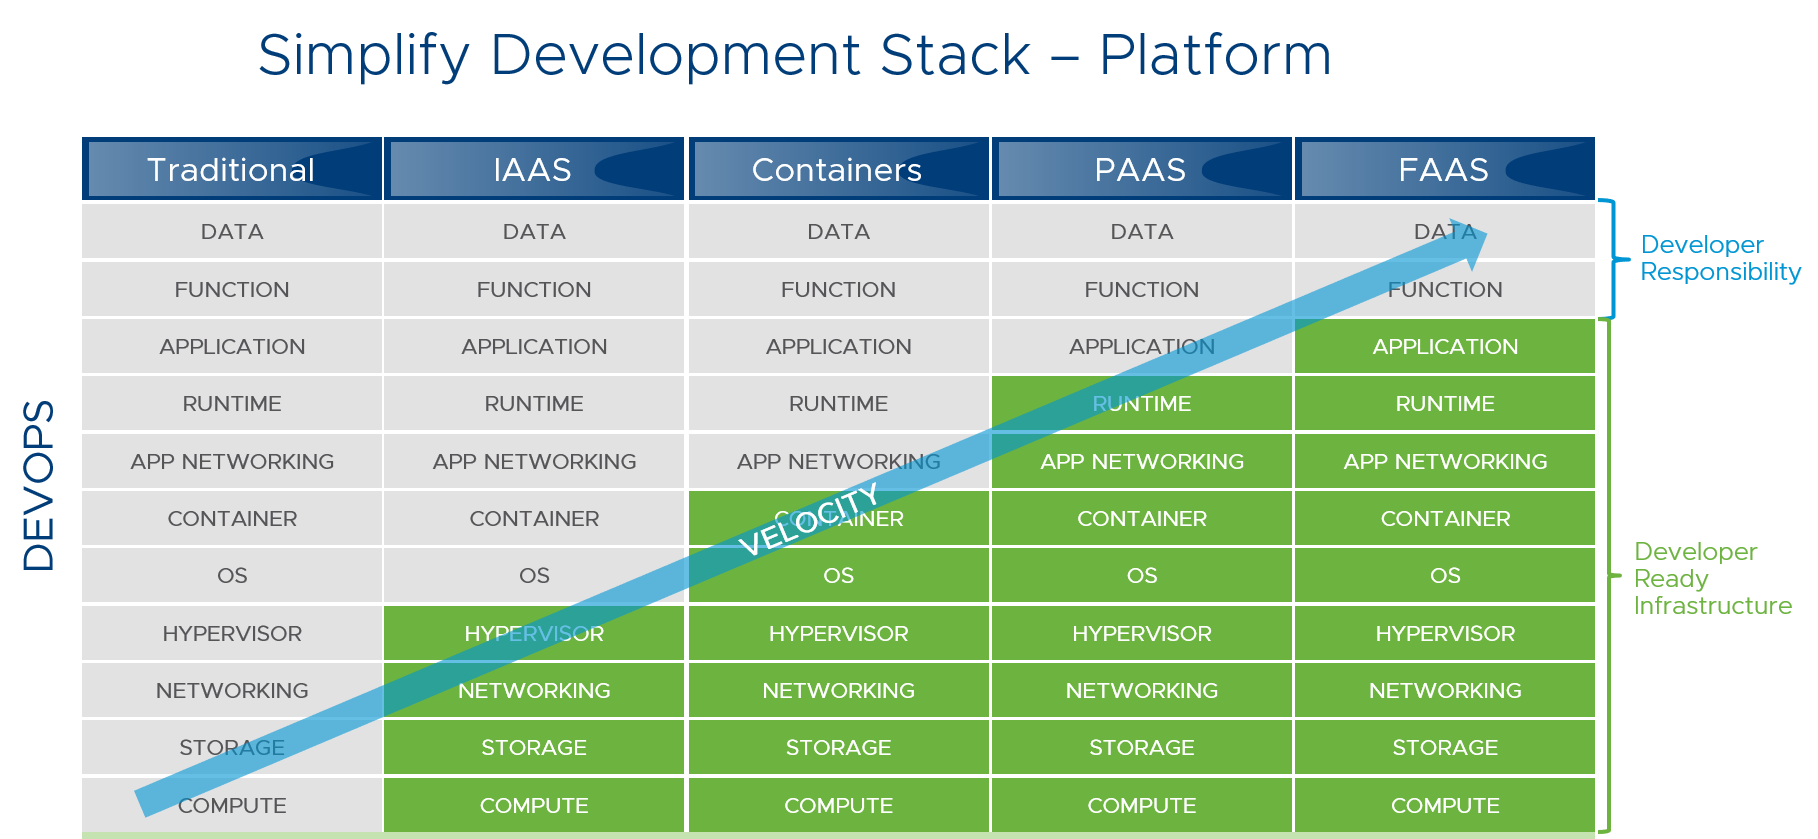 Simplify Development Stack – Platform
Traditional IAAS Containers PAAS FAAS
DATA DATA DATA DATA DATA
FUNCTION FUNCTION FUNCTION FUNCTION FUNCTION
APPLICATION APPLICATION APPLICATION APPLICATION APPLICATION
RUNTIME RUNTIME RUNTIME RUNTIME RUNTIME
APP NETWORKING APP NETWORKING APP NETWORKING APP NETWORKING APP NETWORKING
CONTAINER CONTAINER CONTAINER CONTAINER CONTAINER
OS OS OS OS OS
HYPERVISOR HYPERVISOR HYPERVISOR HYPERVISOR HYPERVISOR
NETWORKING NETWORKING NETWORKING NETWORKING NETWORKING
STORAGE STORAGE STORAGE STORAGE STORAGE
COMPUTE COMPUTE COMPUTE COMPUTE COMPUTE
DEVOPS
VELOCITY
Developer
Responsibility
Developer
Ready
Infrastructure